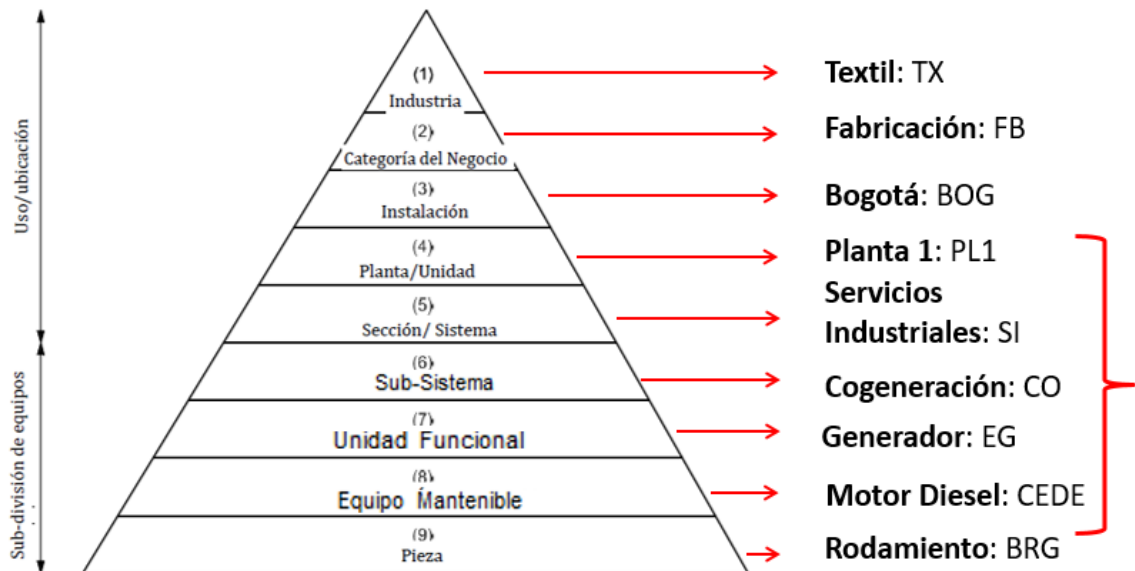 Uso/ubicación
Sub-división de equipos
(1)
Industria
(2)
Categoría del Negocio
(3)
Instalación
(4)
Planta/Unidad
(5)
Sección/ Sistema
(6)
Sub-Sistema
(7)
Unidad Funcional
(8)
Equipo Mantenible
(9)
Pieza
Textil: TX
Fabricación: FB
Bogotá: BOG
Planta 1: PL1
Servicios
Industriales: SI
Cogeneración: CO
Generador: EG
Motor Diesel: CEDE
Rodamiento: BRG